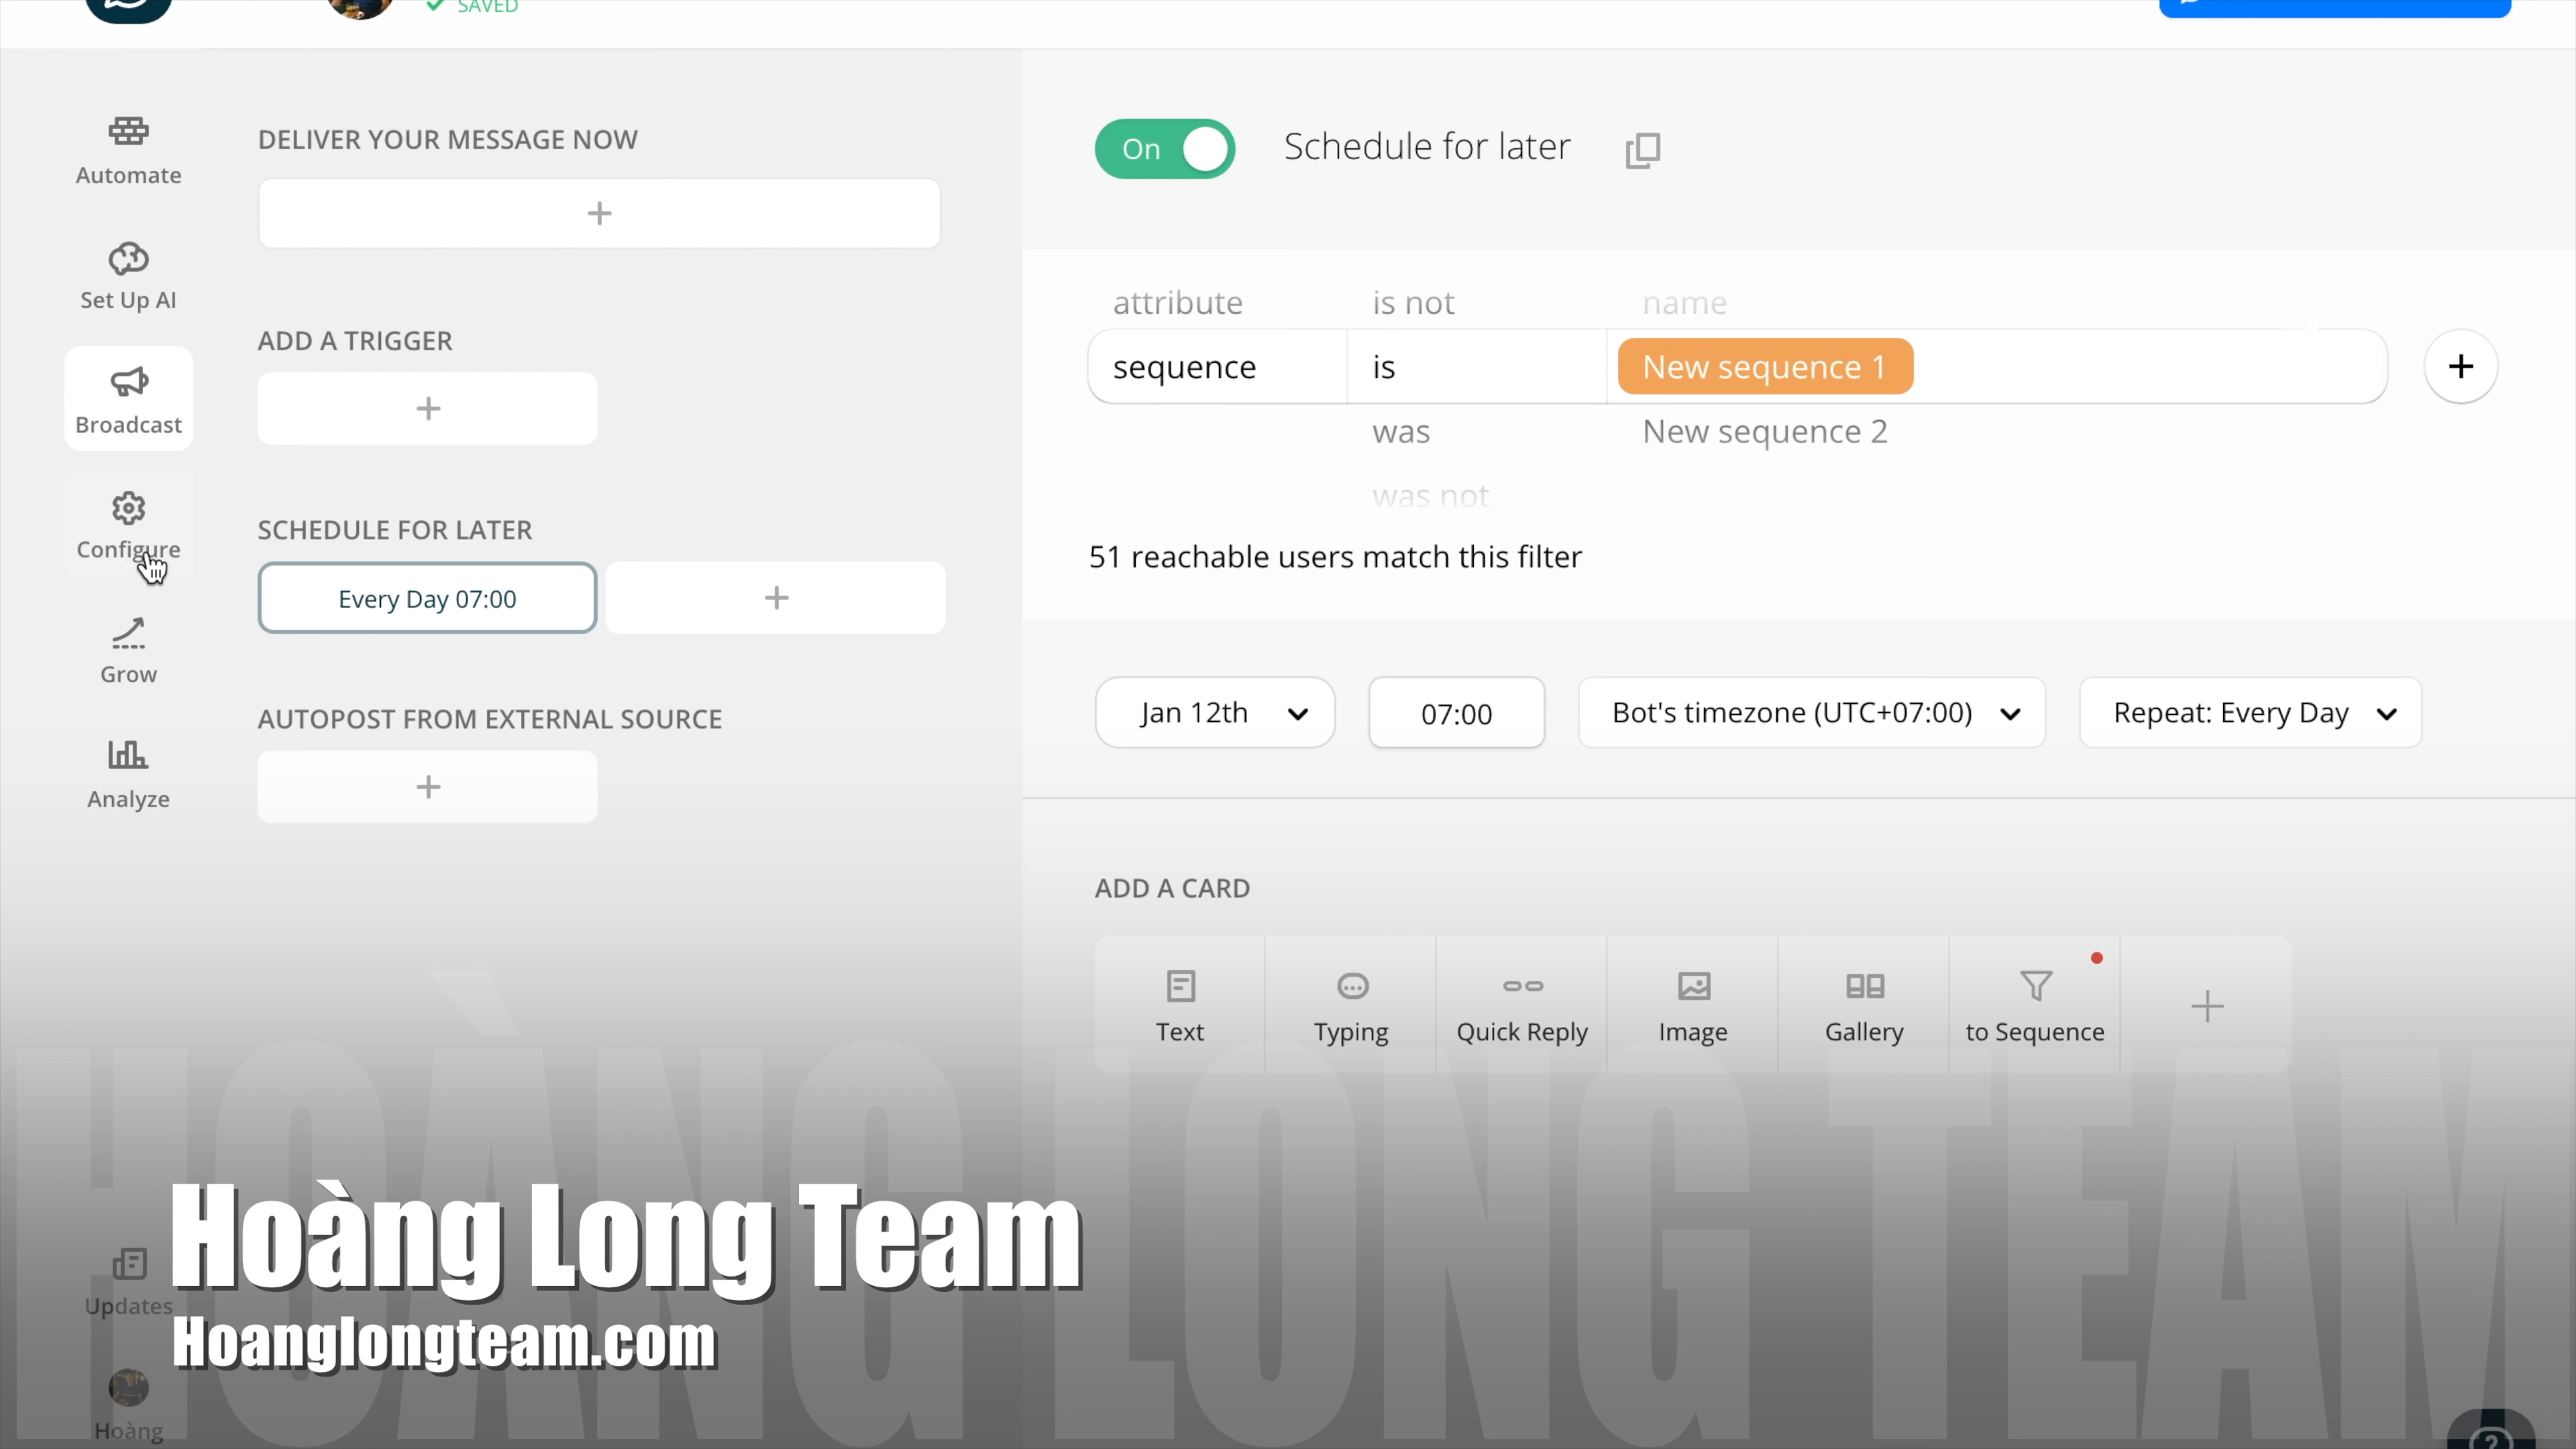 SAVED
Automate
Set Up AI
Broadcast
Configure
Grow
Analyze
Updates
Hoàng
DELIVER YOUR MESSAGE NOW
+
ADD A TRIGGER
+
SCHEDULE FOR LATER
Every Day 07:00 +
AUTOPOST FROM EXTERNAL SOURCE
+
On Schedule for later
attribute is not name
sequence is New sequence 1 +
was New sequence 2
was not
51 reachable users match this filter
Jan 12th 07:00 Bot's timezone (UTC+07:00) Repeat: Every Day
ADD A CARD
Text Typing Quick Reply Image Gallery to Sequence +
HOÀNG LONG TEAM
Hoàng Long Team
Hoanglongteam.com